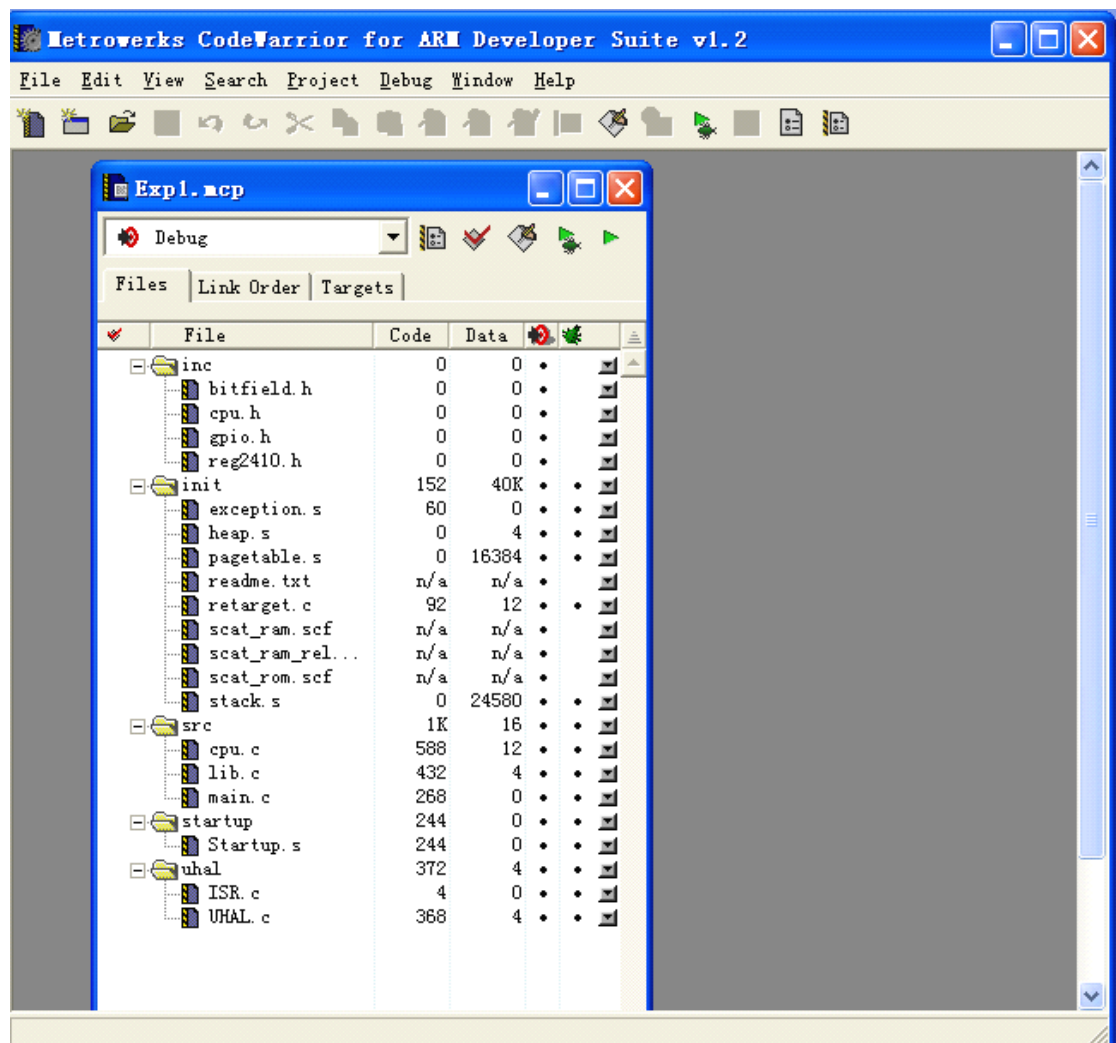 Metrowerks CodeWarrior for ARM Developer Suite v1.2
File Edit View Search Project Debug Window Help
Exp1.mcp
Debug
Files Link Order Targets
File Code Data
inc 0 0
bitfield.h 0 0
cpu.h 0 0
gpio.h 0 0
reg2410.h 0 0
init 152 40K
exception.s 60 0
heap.s 0 4
pagetable.s 0 16384
readme.txt n/a n/a
retarget.c 92 12
scat_ram.scf n/a n/a
scat_ram_rel... n/a n/a
scat_rom.scf n/a n/a
stack.s 0 24580
src 1K 16
cpu.c 588 12
lib.c 432 4
main.c 268 0
startup 244 0
Startup.s 244 0
uhal 372 4
ISR.c 4 0
UHAL.c 368 4